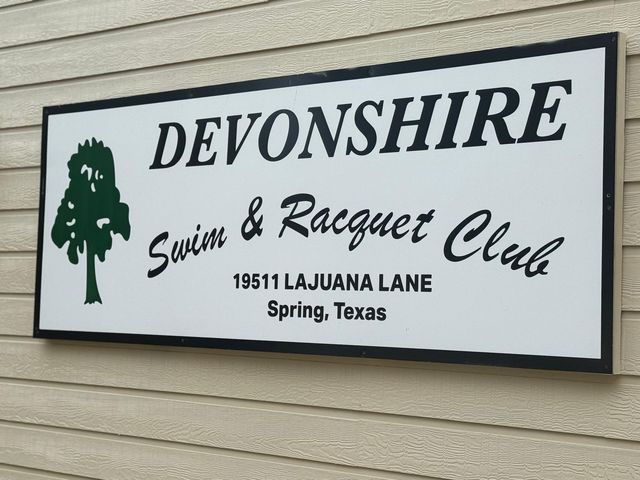 DEVONSHIRE
Swim & Racquet Club
19511 LAJUANA LANE
Spring, Texas